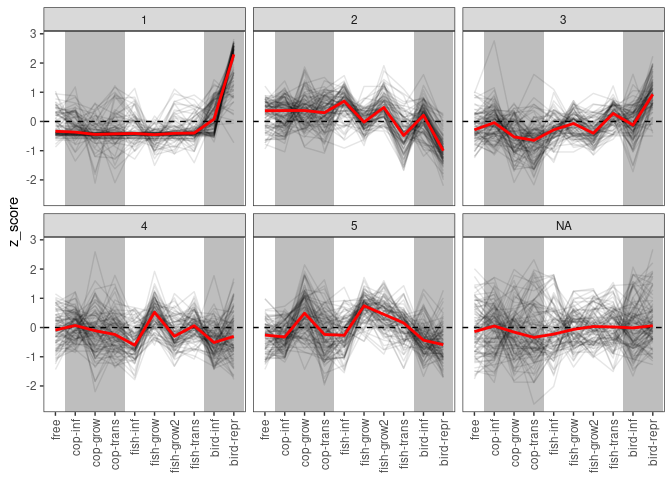 1 2 3
3
2
1
0
-1
-2
z_score
4 5 NA
3
2
1
0
-1
-2
free cop-inf cop-grow cop-trans fish-inf fish-grow fish-grow2 fish-trans bird-inf bird-repr
free cop-inf cop-grow cop-trans fish-inf fish-grow fish-grow2 fish-trans bird-inf bird-repr
free cop-inf cop-grow cop-trans fish-inf fish-grow fish-grow2 fish-trans bird-inf bird-repr